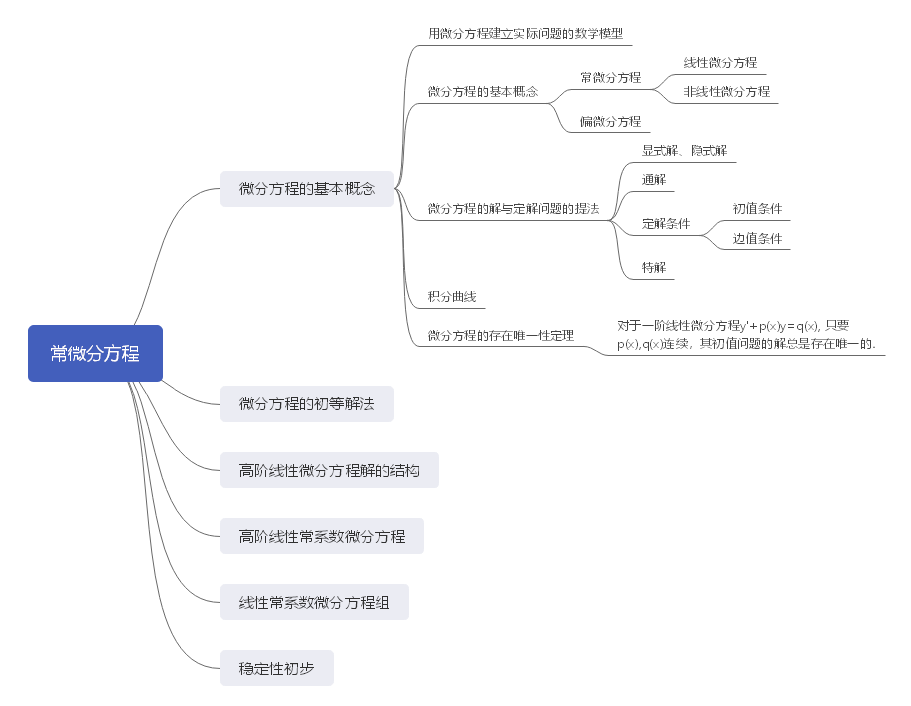 常微分方程
微分方程的基本概念
用微分方程建立实际问题的数学模型
微分方程的基本概念
常微分方程
线性微分方程
非线性微分方程
偏微分方程
微分方程的解与定解问题的提法
显式解、隐式解
通解
定解条件
初值条件
边值条件
特解
积分曲线
微分方程的存在唯一性定理
对于一阶线性微分方程y'+p(x)y=q(x), 只要
p(x),q(x)连续，其初值问题的解总是存在唯一的.
微分方程的初等解法
高阶线性微分方程解的结构
高阶线性常系数微分方程
线性常系数微分方程组
稳定性初步